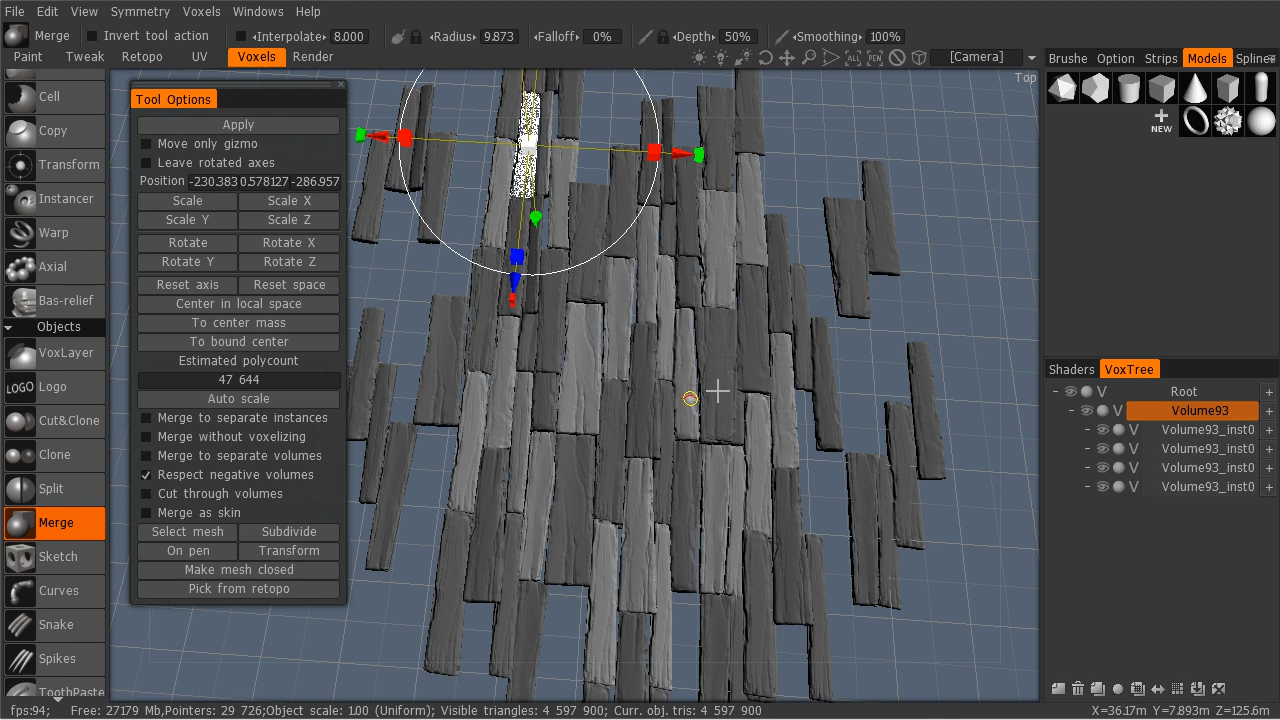 File Edit View Symmetry Voxels Windows Help
Merge Invert tool action Interpolate: 8.000 Radius: 9.873 Falloff: 0% Depth: 50% Smoothing: 100%
Paint Tweak Retopo UV Voxels Render ALL PEN [Camera]
Top
Cell
Copy
Transform
Instancer
Warp
Axial
Bas-relief
Objects
VoxLayer
LOGO Logo
Cut&Clone
Clone
Split
Merge
Sketch
Curves
Snake
Spikes
ToothPaste
Tool Options
Apply
Move only gizmo
Leave rotated axes
Position -230.383 0.578127 -286.957
Scale Scale X
Scale Y Scale Z
Rotate Rotate X
Rotate Y Rotate Z
Reset axis Reset space
Center in local space
To center mass
To bound center
Estimated polycount
47 644
Auto scale
Merge to separate instances
Merge without voxelizing
Merge to separate volumes
Respect negative volumes
Cut through volumes
Merge as skin
Select mesh Subdivide
On pen Transform
Make mesh closed
Pick from retopo
Brushe Option Strips Models Spline
NEW
Shaders VoxTree
V Root +
V Volume93 +
V Volume93_inst0 +
V Volume93_inst0 +
V Volume93_inst0 +
V Volume93_inst0 +
fps:94; Free: 27179 Mb,Pointers: 29 726;Object scale: 1.00 (Uniform); Visible triangles: 4 597 900; Curr. obj. tris: 4 597 900
X=36.17m Y=7.893m Z=125.6m